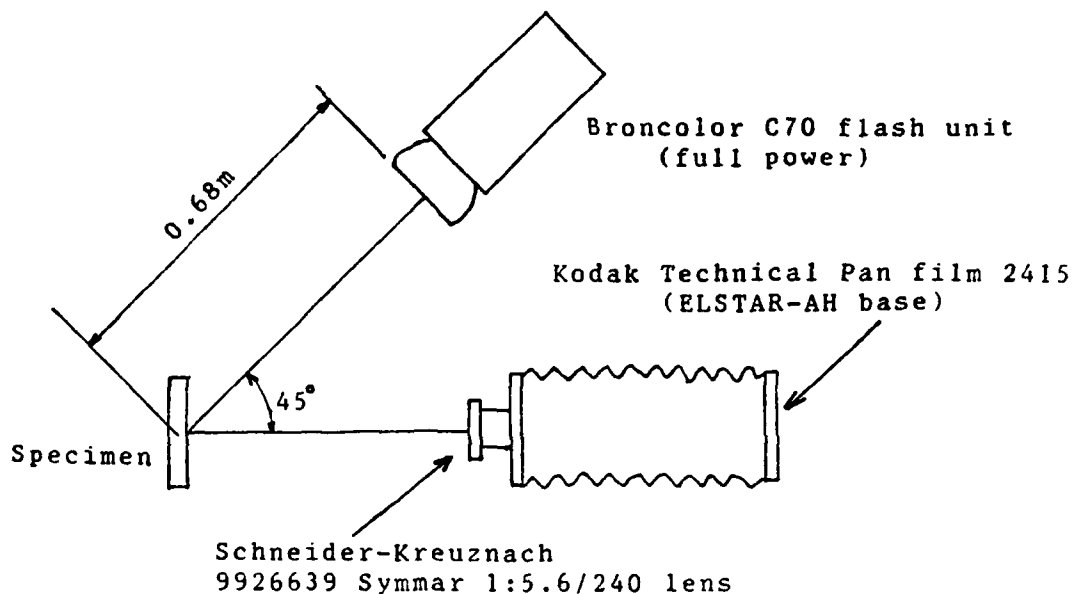 Broncolor C70 flash unit
(full power)
0.68m
Kodak Technical Pan film 2415
(ELSTAR-AH base)
45°
Specimen
Schneider-Kreuznach
9926639 Symmar 1:5.6/240 lens